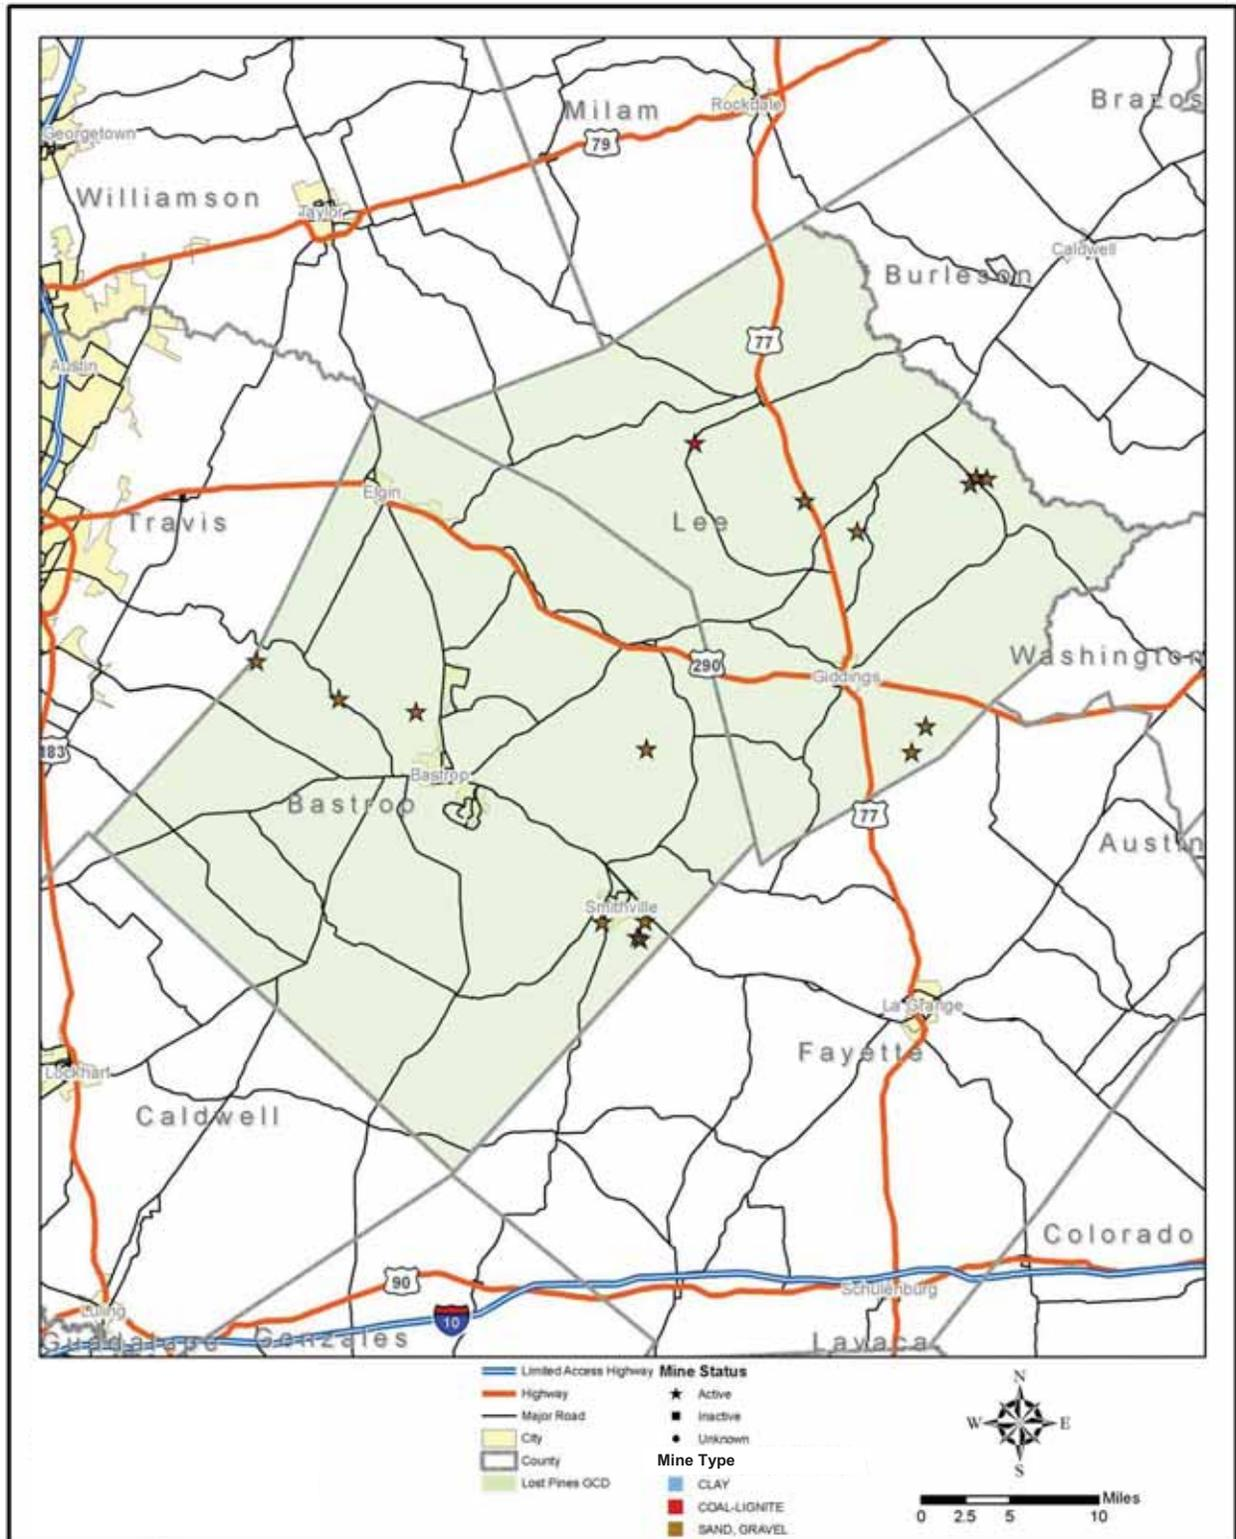 Milam
Rockdale
Brazos
Georgetown
79
Williamson
Taylor
Caldwell
Burleson
77
Austin
Elgin
Travis
Lee
Washington
290
Giddings
183
Bastrop
Bastrop
77
Austin
Smithville
La Grange
Fayette
Lockhart
Caldwell
Colorado
90
Schulenburg
Luling
10
Guadalupe
Gonzales
Lavaca
Limited Access Highway
Highway
Major Road
City
County
Lost Pines GCD
Mine Status
Active
Inactive
Unknown
Mine Type
CLAY
COAL-LIGNITE
SAND, GRAVEL
N
W E
S
Miles
0 2.5 5 10